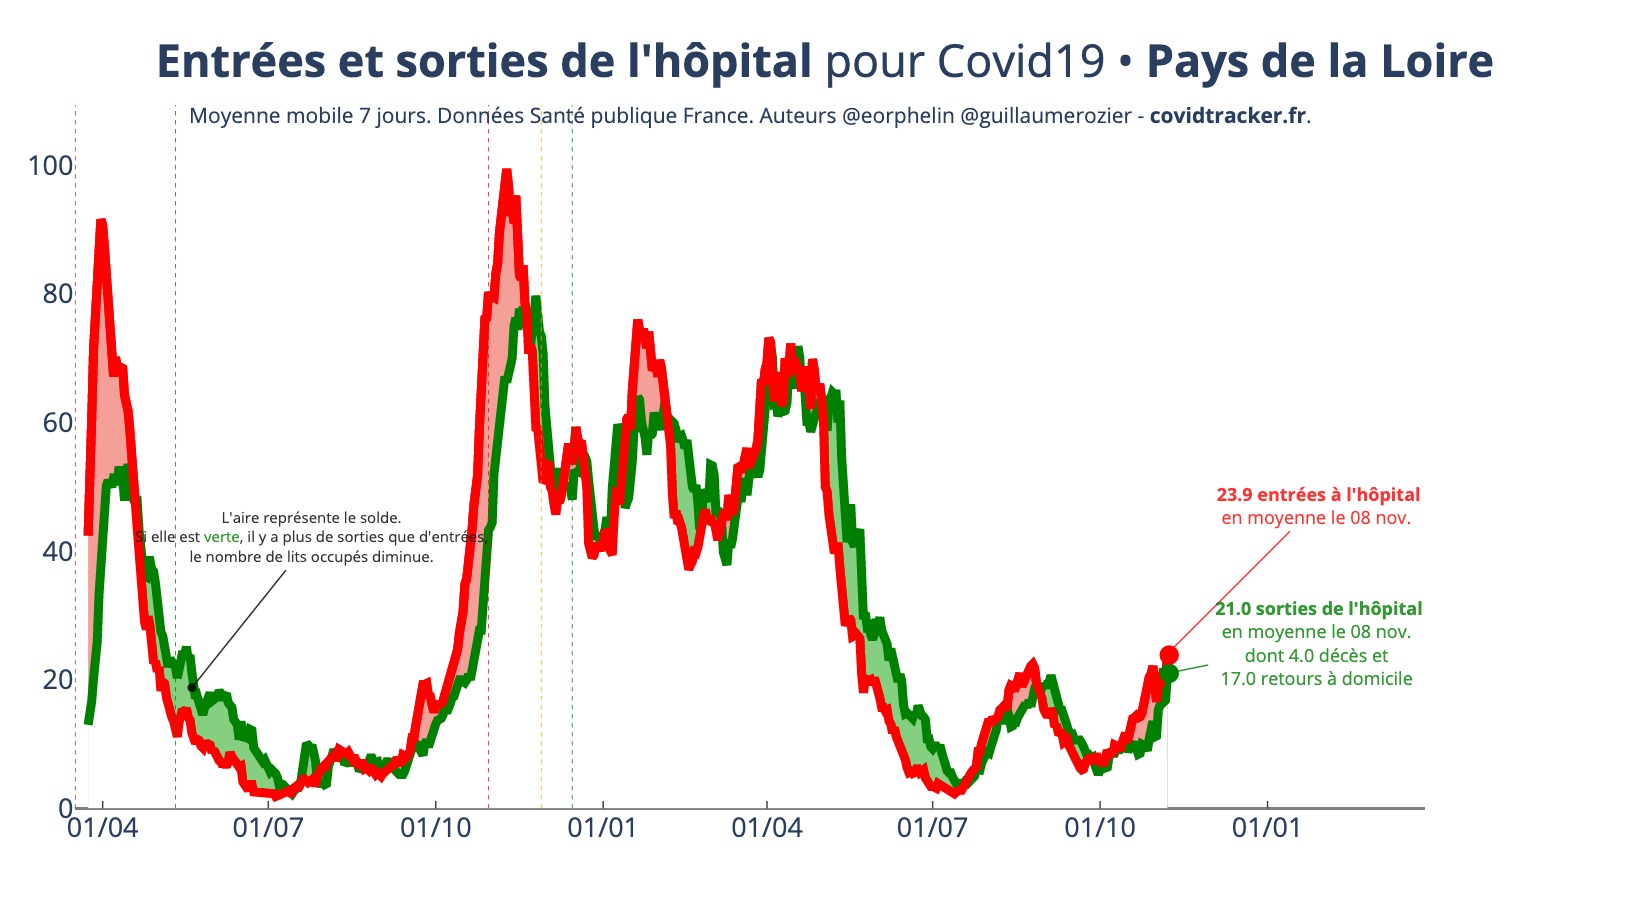 Entrées et sorties de l'hôpital pour Covid19 • Pays de la Loire
Moyenne mobile 7 jours. Données Santé publique France. Auteurs @eorphelin @guillaumerozier - covidtracker.fr.
100
80
60
40
20
0
L'aire représente le solde.
Si elle est verte, il y a plus de sorties que d'entrées,
le nombre de lits occupés diminue.
23.9 entrées à l'hôpital
en moyenne le 08 nov.
21.0 sorties de l'hôpital
en moyenne le 08 nov.
dont 4.0 décès et
17.0 retours à domicile
01/04 01/07 01/10 01/01 01/04 01/07 01/10 01/01